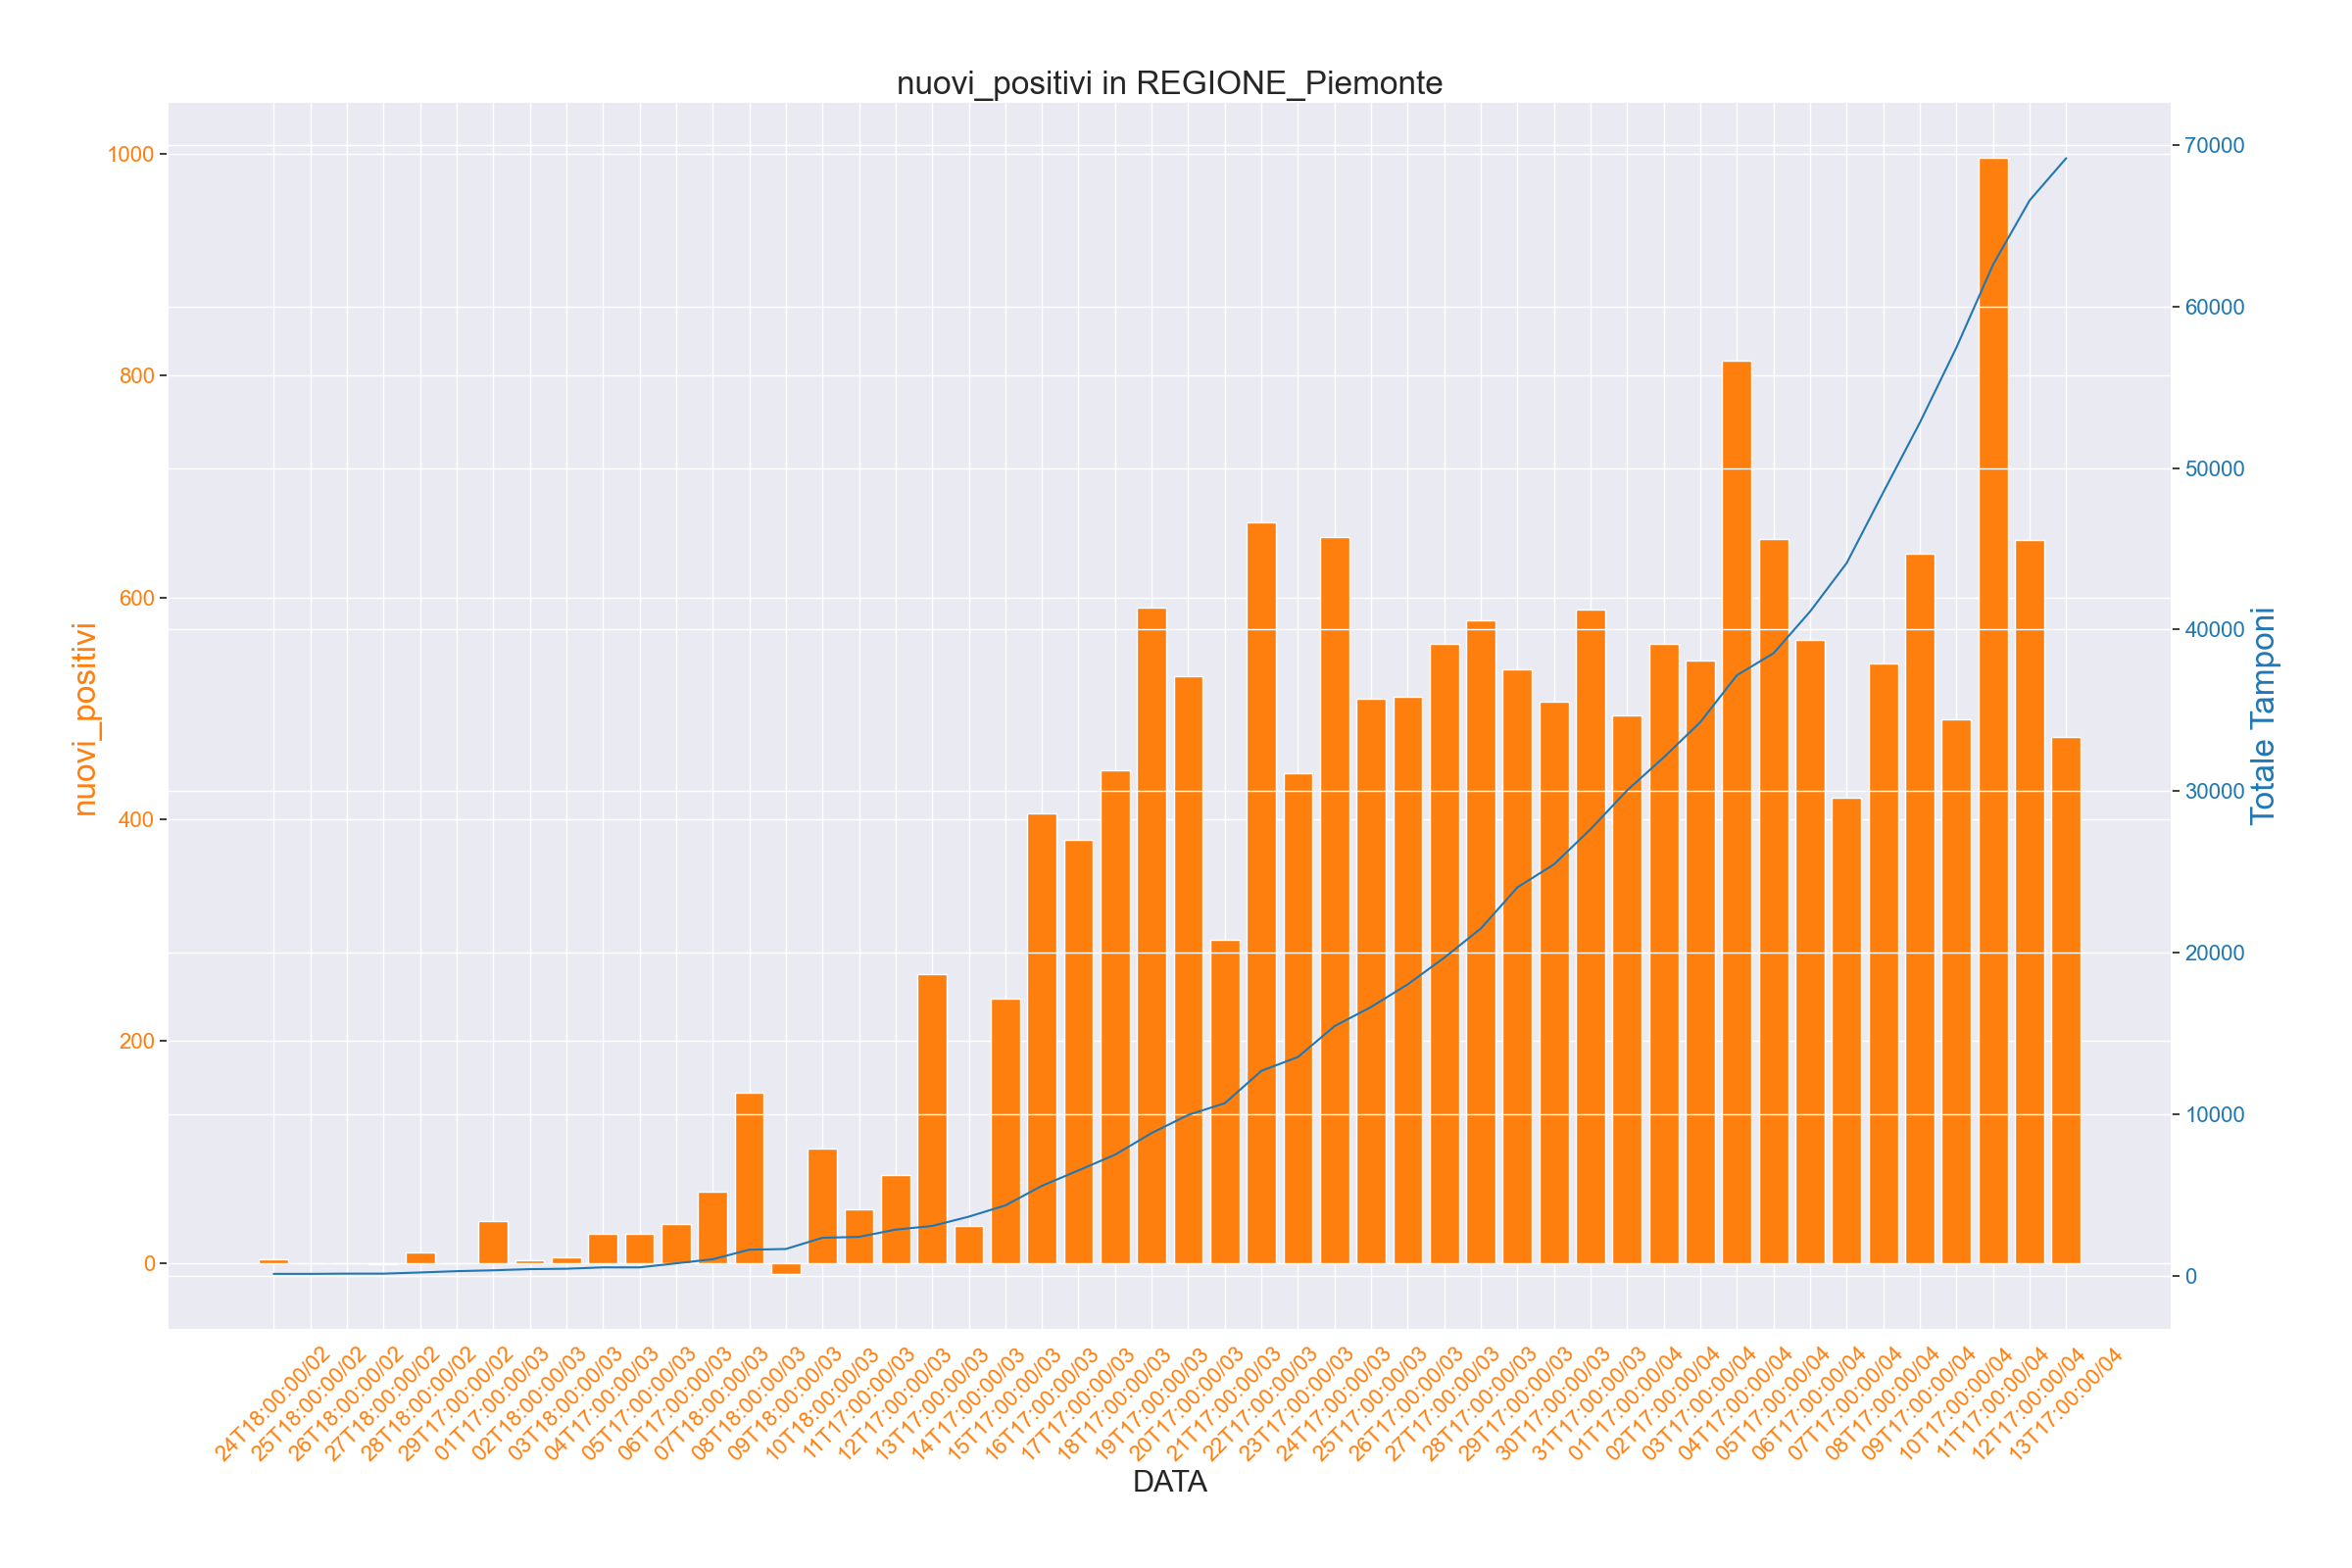 nuovi_positivi in REGIONE_Piemonte
1000
800
600
400
200
0
nuovi_positivi
70000
60000
50000
40000
30000
20000
10000
0
Totale Tamponi
24T18:00:00/02
25T18:00:00/02
26T18:00:00/02
27T18:00:00/02
28T18:00:00/02
29T17:00:00/02
01T17:00:00/03
02T18:00:00/03
03T18:00:00/03
04T17:00:00/03
05T17:00:00/03
06T17:00:00/03
07T18:00:00/03
08T18:00:00/03
09T18:00:00/03
10T18:00:00/03
11T17:00:00/03
12T17:00:00/03
13T17:00:00/03
14T17:00:00/03
15T17:00:00/03
16T17:00:00/03
17T17:00:00/03
18T17:00:00/03
19T17:00:00/03
20T17:00:00/03
21T17:00:00/03
22T17:00:00/03
23T17:00:00/03
24T17:00:00/03
25T17:00:00/03
26T17:00:00/03
27T17:00:00/03
28T17:00:00/03
29T17:00:00/03
30T17:00:00/03
31T17:00:00/03
01T17:00:00/04
02T17:00:00/04
03T17:00:00/04
04T17:00:00/04
05T17:00:00/04
06T17:00:00/04
07T17:00:00/04
08T17:00:00/04
09T17:00:00/04
10T17:00:00/04
11T17:00:00/04
12T17:00:00/04
13T17:00:00/04
DATA